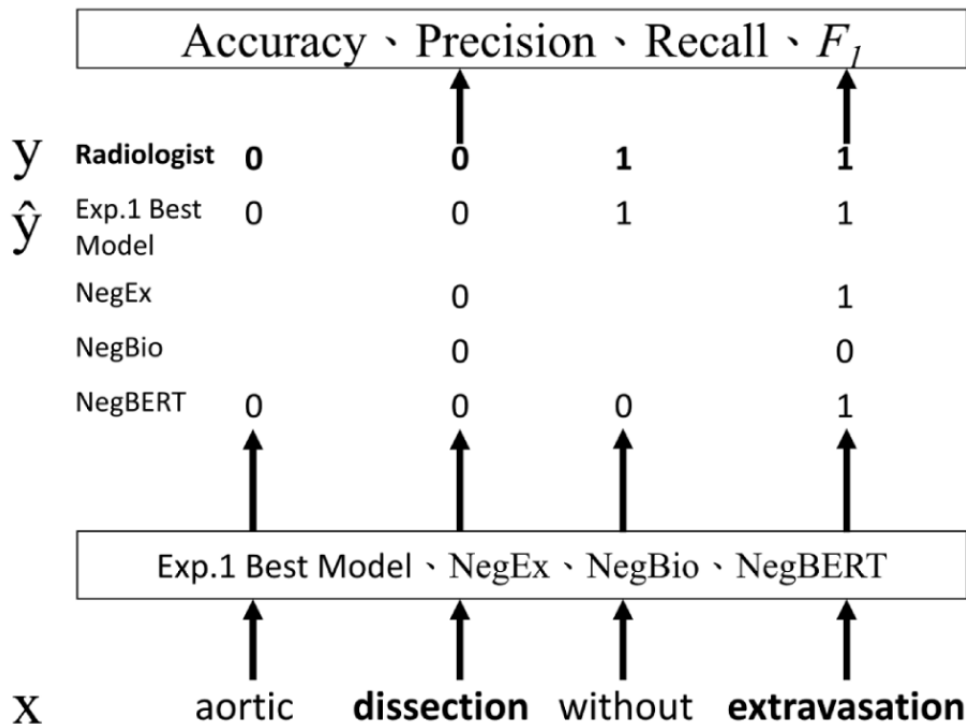 Accuracy、Precision、Recall、F1
y Radiologist 0 0 1 1
ŷ Exp.1 Best Model 0 0 1 1
NegEx 0 1
NegBio 0 0
NegBERT 0 0 0 1
Exp.1 Best Model、NegEx、NegBio、NegBERT
x aortic dissection without extravasation